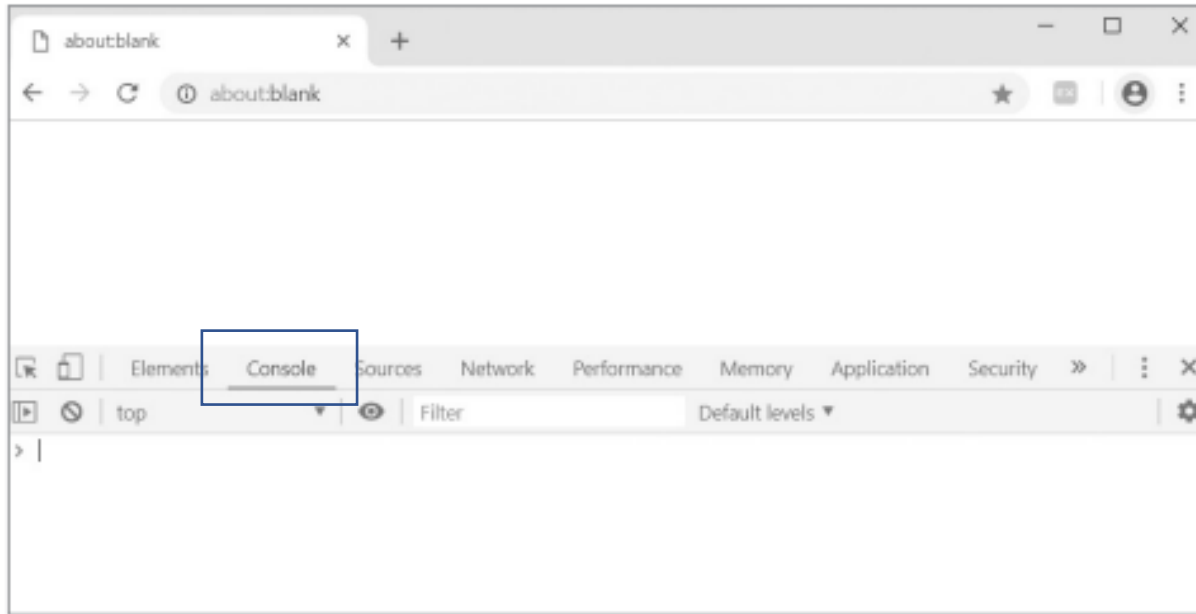 about:blank
about:blank
Elements Console Sources Network Performance Memory Application Security
top Filter Default levels